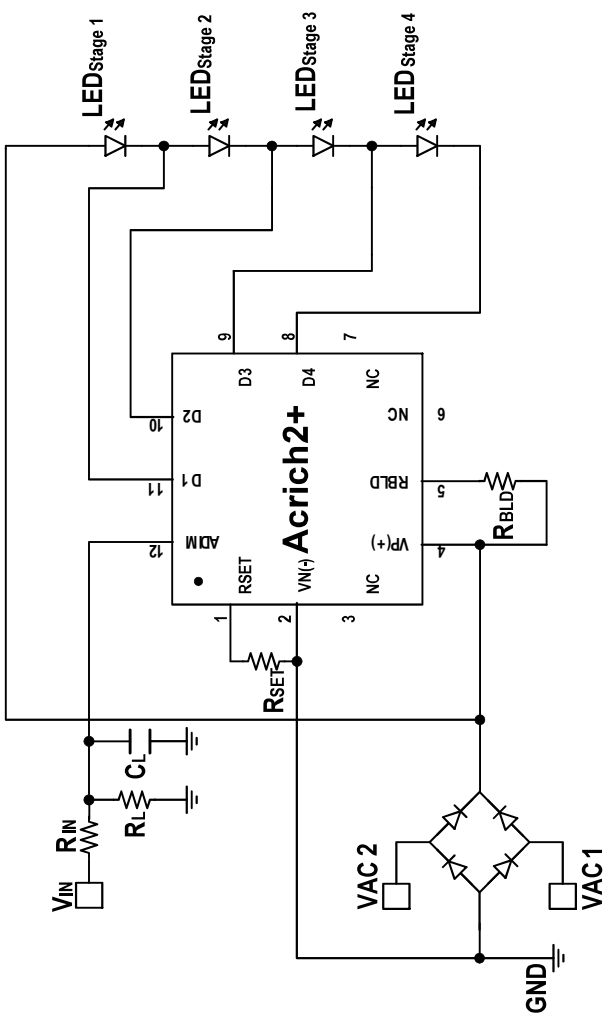 LEDStage 1
LEDStage 2
LEDStage 3
LEDStage 4
9
8
7
D3
D4
NC
10
D2
NC
6
11
D1
RBLD
5
12
ADIM
VP(+)
4
Acrich2+
RSET
VN(-)
NC
1
2
3
RBLD
RSET
CL
RL
RIN
VIN
VAC 2
VAC 1
GND